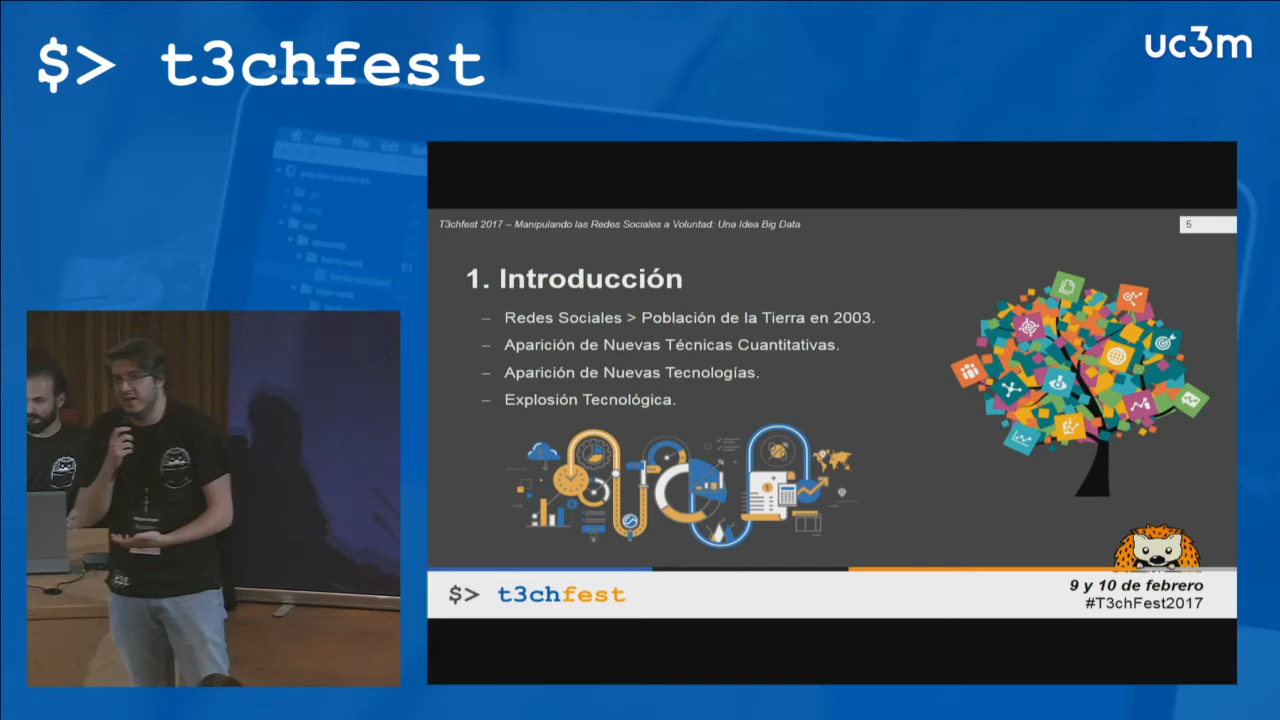 $> t3chfest
uc3m
T3chfest 2017 – Manipulando las Redes Sociales a Voluntad: Una Idea Big Data
5
1. Introducción
– Redes Sociales > Población de la Tierra en 2003.
– Aparición de Nuevas Técnicas Cuantitativas.
– Aparición de Nuevas Tecnologías.
– Explosión Tecnológica.
$> t3chfest
9 y 10 de febrero
#T3chFest2017